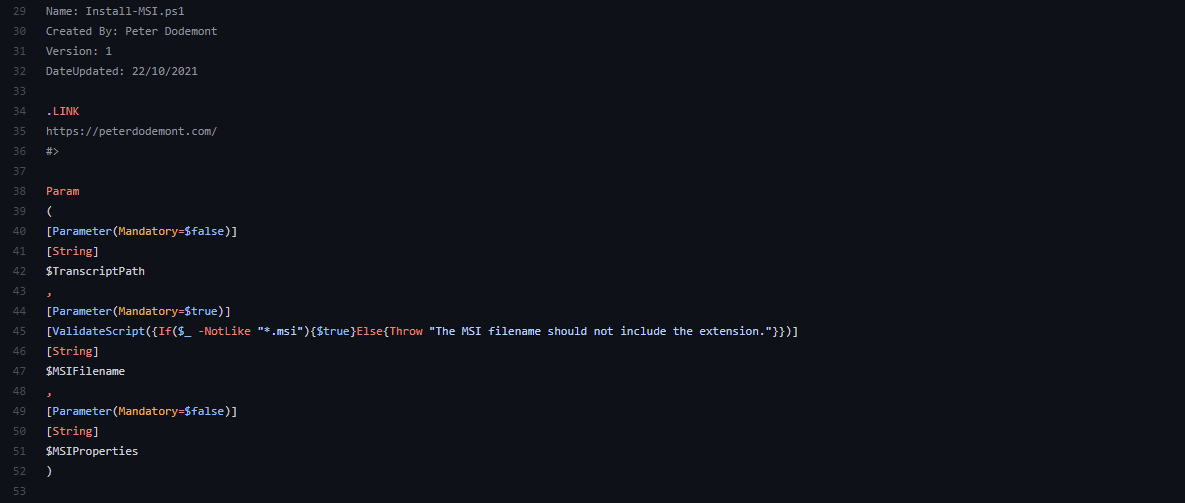 29 Name: Install-MSI.ps1
30 Created By: Peter Dodemont
31 Version: 1
32 DateUpdated: 22/10/2021
33
34 .LINK
35 https://peterdodemont.com/
36 #>
37
38 Param
39 (
40 [Parameter(Mandatory=$false)]
41 [String]
42 $TranscriptPath
43 ,
44 [Parameter(Mandatory=$true)]
45 [ValidateScript({If($_ -NotLike "*.msi"){$true}Else{Throw "The MSI filename should not include the extension."}})]
46 [String]
47 $MSIFilename
48 ,
49 [Parameter(Mandatory=$false)]
50 [String]
51 $MSIProperties
52 )
53